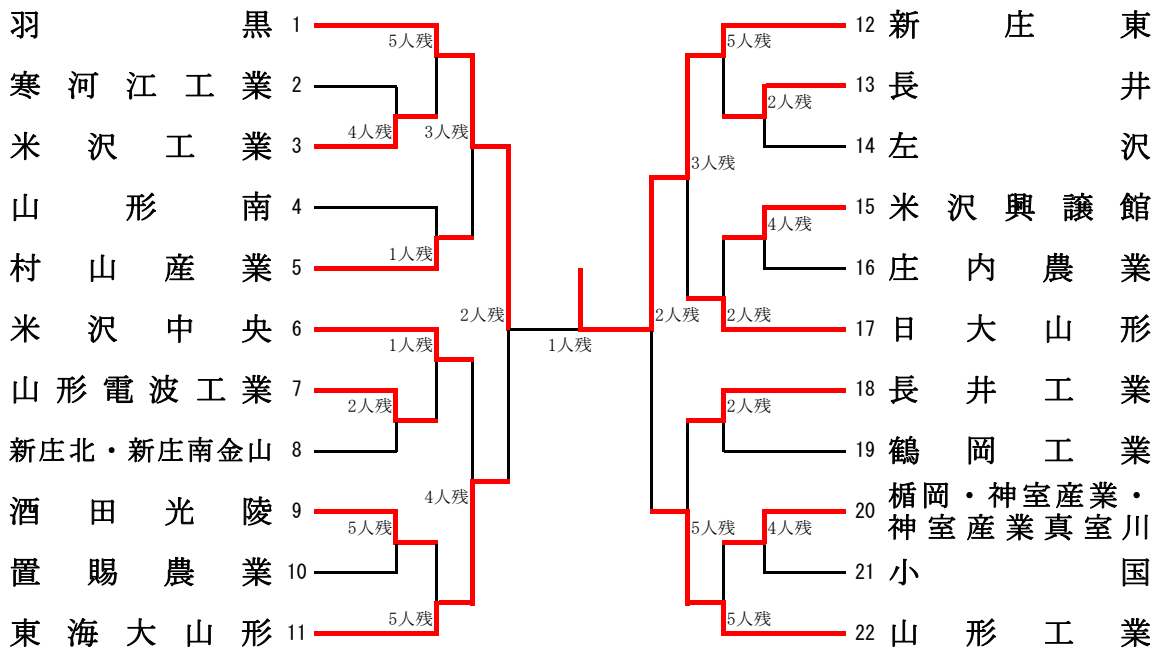 羽黒 1
5人残
寒河江工業 2
4人残
3人残
米沢工業 3
山形南 4
1人残
村山産業 5
2人残
米沢中央 6
1人残
山形電波工業 7
2人残
新庄北・新庄南金山 8
4人残
酒田光陵 9
5人残
置賜農業 10
5人残
東海大山形 11
1人残
12 新庄東
5人残
13 長井
2人残
14 左沢
3人残
15 米沢興譲館
4人残
16 庄内農業
2人残
2人残
17 日大山形
18 長井工業
2人残
19 鶴岡工業
20 楯岡・神室産業・
神室産業真室川
5人残
4人残
21 小国
5人残
22 山形工業